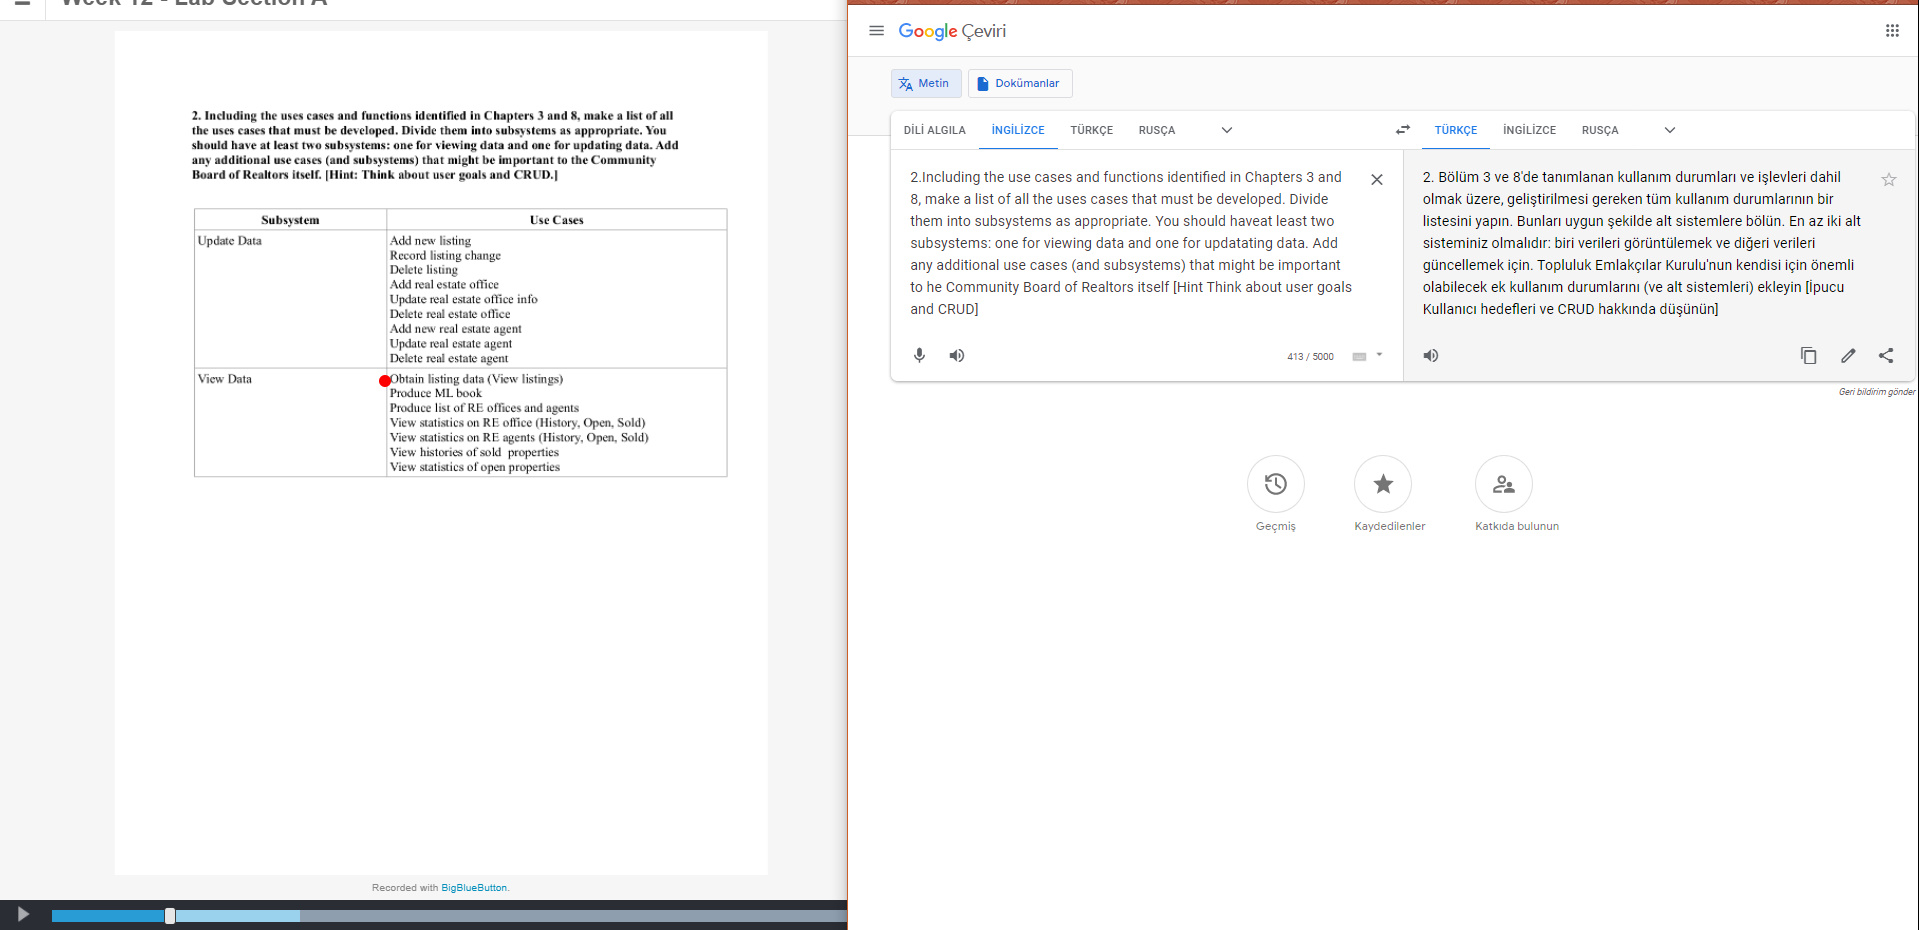 Week 12 - Lab Section A
2. Including the uses cases and functions identified in Chapters 3 and 8, make a list of all
the uses cases that must be developed. Divide them into subsystems as appropriate. You
should have at least two subsystems: one for viewing data and one for updating data. Add
any additional use cases (and subsystems) that might be important to the Community
Board of Realtors itself. [Hint: Think about user goals and CRUD.]
Subsystem Use Cases
Update Data Add new listing
Record listing change
Delete listing
Add real estate office
Update real estate office info
Delete real estate office
Add new real estate agent
Update real estate agent
Delete real estate agent
View Data Obtain listing data (View listings)
Produce ML book
Produce list of RE offices and agents
View statistics on RE office (History, Open, Sold)
View statistics on RE agents (History, Open, Sold)
View histories of sold properties
View statistics of open properties
Recorded with BigBlueButton.
Google Çeviri
Metin Dokümanlar
DİLİ ALGILA İNGİLİZCE TÜRKÇE RUSÇA TÜRKÇE İNGİLİZCE RUSÇA
2.Including the use cases and functions identified in Chapters 3 and
8, make a list of all the uses cases that must be developed. Divide
them into subsystems as appropriate. You should haveat least two
subsystems: one for viewing data and one for updatating data. Add
any additional use cases (and subsystems) that might be important
to he Community Board of Realtors itself [Hint Think about user goals
and CRUD]
413 / 5000
2. Bölüm 3 ve 8'de tanımlanan kullanım durumları ve işlevleri dahil
olmak üzere, geliştirilmesi gereken tüm kullanım durumlarının bir
listesini yapın. Bunları uygun şekilde alt sistemlere bölün. En az iki alt
sisteminiz olmalıdır: biri verileri görüntülemek ve diğeri verileri
güncellemek için. Topluluk Emlakçılar Kurulu'nun kendisi için önemli
olabilecek ek kullanım durumlarını (ve alt sistemleri) ekleyin [İpucu
Kullanıcı hedefleri ve CRUD hakkında düşünün]
Geri bildirim gönder
Geçmiş Kaydedilenler Katkıda bulunun